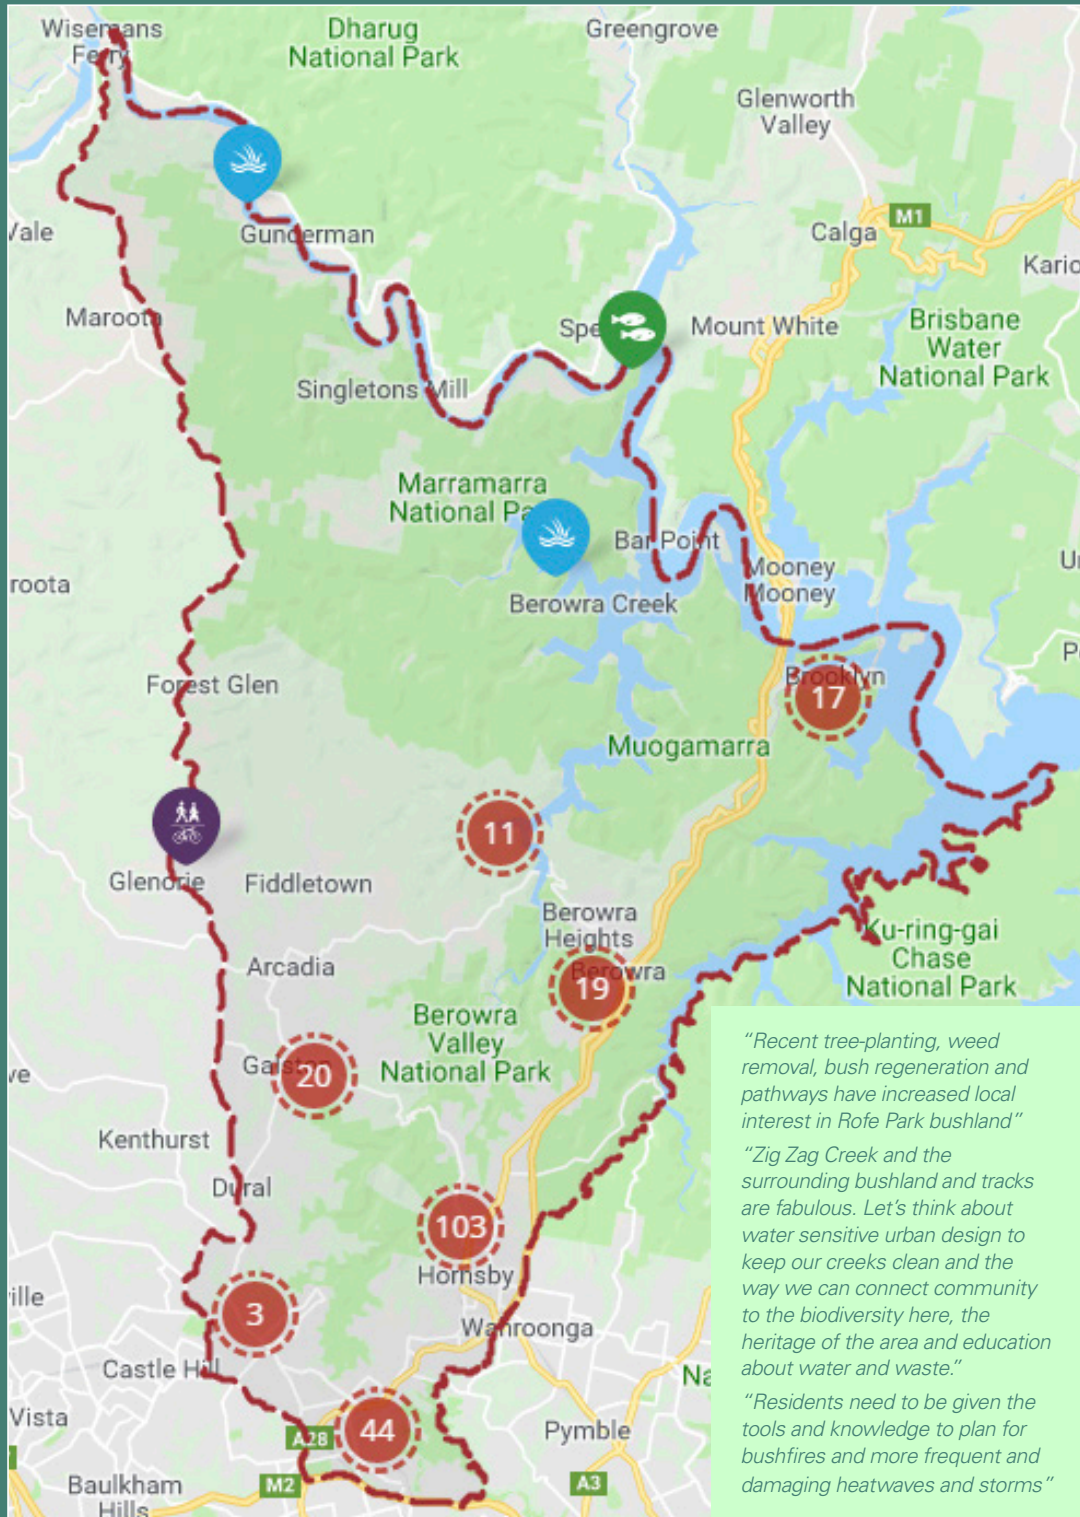 Wisemans
Ferry
Dharug
National Park
Greengrove
Glenworth
Valley
M1
Vale
Gunderman
Calga
Kario
Maroota
Spe
Mount White
Brisbane
Water
National Park
Singletons Mill
Marramarra
National Pa
Bar Point
Mooney
Mooney
roota
Berowra Creek
Forest Glen
Brooklyn
17
Muogamarra
11
Glenorie
Fiddletown
Berowra
Heights
Ku-ring-gai
Chase
National Park
Arcadia
Berowra
19
Berowra
Valley
National Park
Galston
20
Kenthurst
Dural
103
Hornsby
ville
3
Wahroonga
Castle Hill
Na
Vista
44
A28
Pymble
M2
A3
Baulkham
Hills
“Recent tree-planting, weed
removal, bush regeneration and
pathways have increased local
interest in Rofe Park bushland”
“Zig Zag Creek and the
surrounding bushland and tracks
are fabulous. Let’s think about
water sensitive urban design to
keep our creeks clean and the
way we can connect community
to the biodiversity here, the
heritage of the area and education
about water and waste.”
“Residents need to be given the
tools and knowledge to plan for
bushfires and more frequent and
damaging heatwaves and storms”